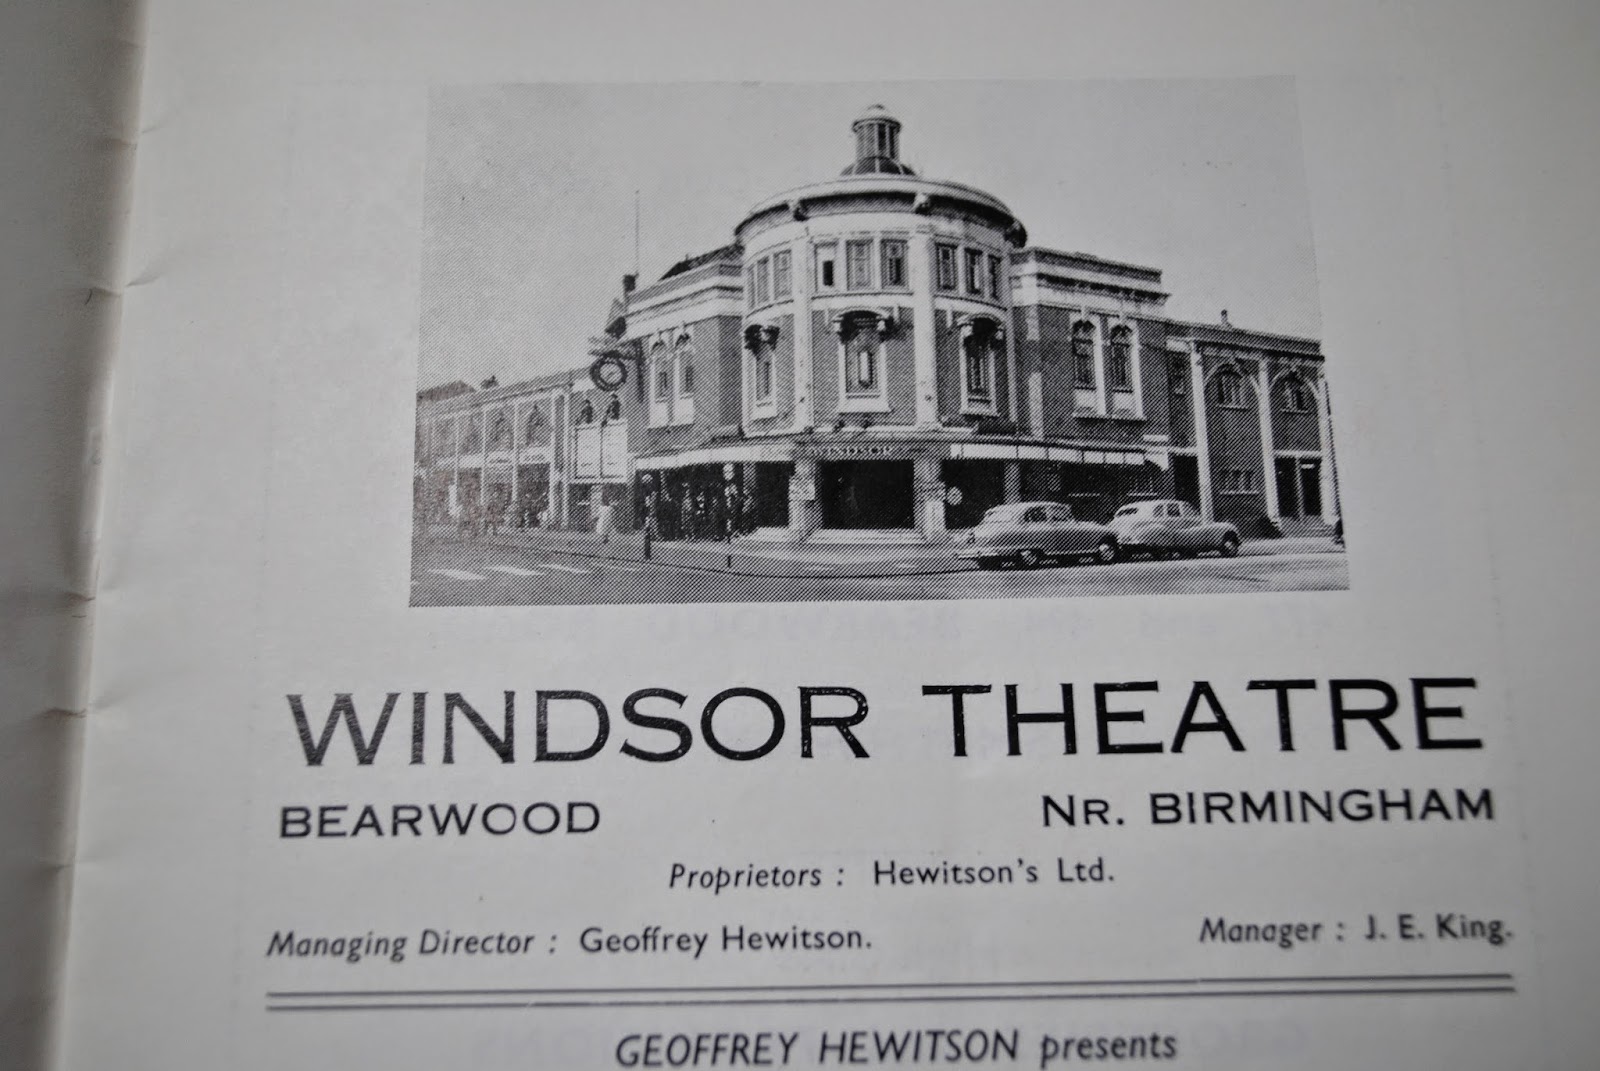 WINDSOR
WINDSOR THEATRE
BEARWOOD NR. BIRMINGHAM
Proprietors : Hewitson's Ltd.
Managing Director : Geoffrey Hewitson. Manager : J. E. King.
GEOFFREY HEWITSON presents